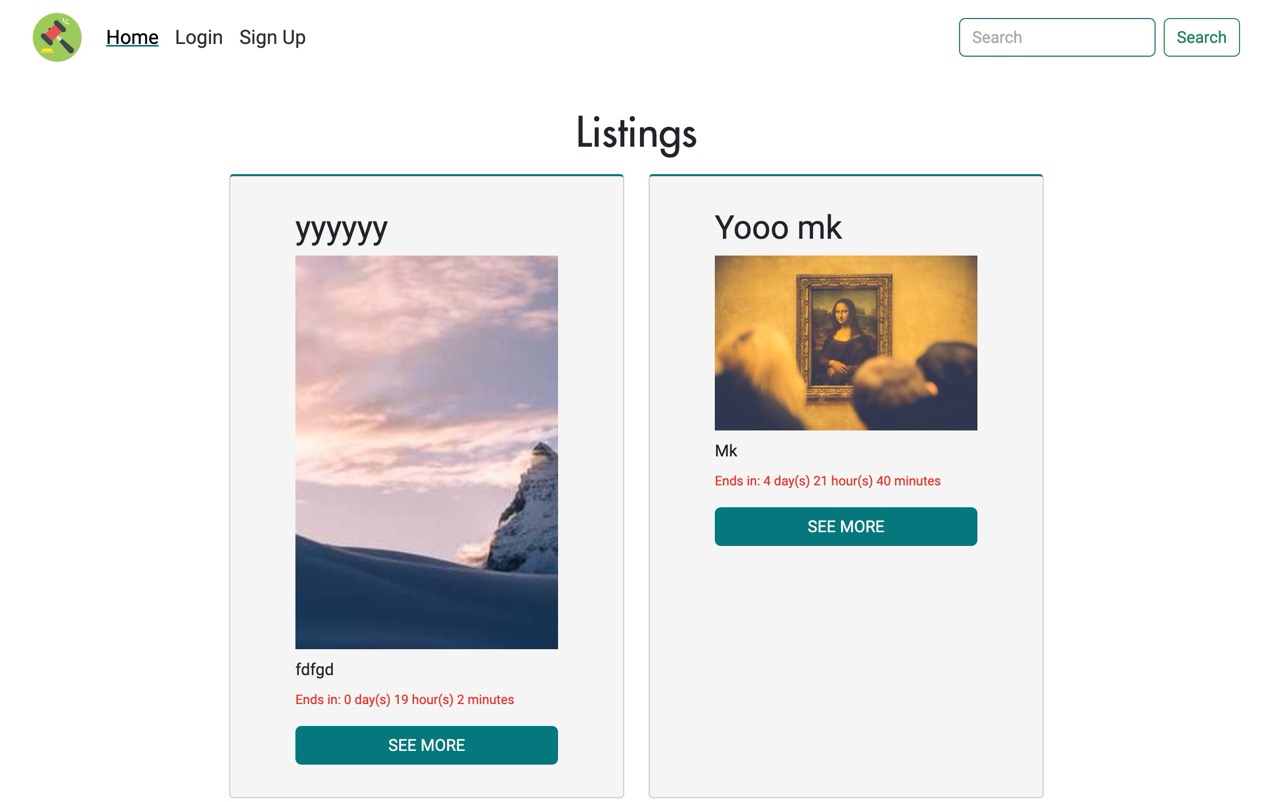 Home Login Sign Up Search Search
Listings
yyyyyy
fdfgd
Ends in: 0 day(s) 19 hour(s) 2 minutes
SEE MORE
Yooo mk
Mk
Ends in: 4 day(s) 21 hour(s) 40 minutes
SEE MORE